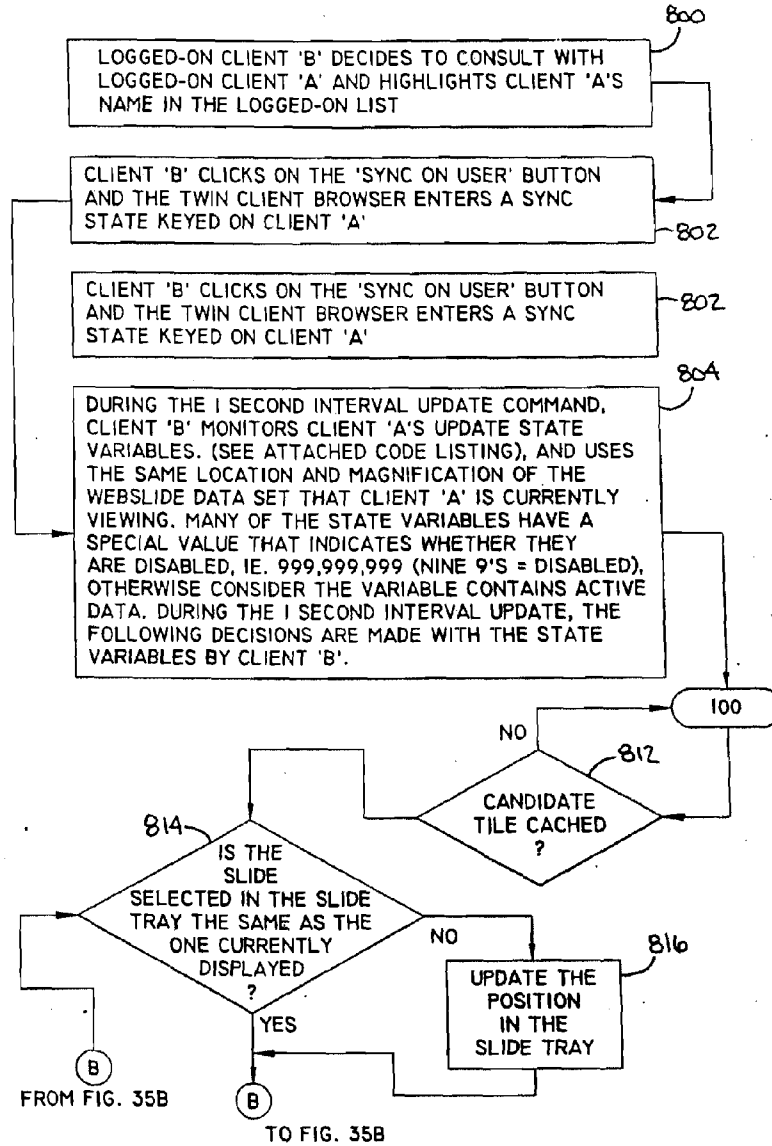 800
LOGGED-ON CLIENT 'B' DECIDES TO CONSULT WITH
LOGGED-ON CLIENT 'A' AND HIGHLIGHTS CLIENT 'A'S
NAME IN THE LOGGED-ON LIST
CLIENT 'B' CLICKS ON THE 'SYNC ON USER' BUTTON
AND THE TWIN CLIENT BROWSER ENTERS A SYNC
STATE KEYED ON CLIENT 'A'
802
CLIENT 'B' CLICKS ON THE 'SYNC ON USER' BUTTON
AND THE TWIN CLIENT BROWSER ENTERS A SYNC
STATE KEYED ON CLIENT 'A'
802
804
DURING THE 1 SECOND INTERVAL UPDATE COMMAND,
CLIENT 'B' MONITORS CLIENT 'A'S UPDATE STATE
VARIABLES. (SEE ATTACHED CODE LISTING), AND USES
THE SAME LOCATION AND MAGNIFICATION OF THE
WEBSLIDE DATA SET THAT CLIENT 'A' IS CURRENTLY
VIEWING. MANY OF THE STATE VARIABLES HAVE A
SPECIAL VALUE THAT INDICATES WHETHER THEY
ARE DISABLED, IE. 999,999,999 (NINE 9'S = DISABLED),
OTHERWISE CONSIDER THE VARIABLE CONTAINS ACTIVE
DATA. DURING THE 1 SECOND INTERVAL UPDATE, THE
FOLLOWING DECISIONS ARE MADE WITH THE STATE
VARIABLES BY CLIENT 'B'.
100
NO
812
CANDIDATE
TILE CACHED
?
814
IS THE
SLIDE
SELECTED IN THE SLIDE
TRAY THE SAME AS THE
ONE CURRENTLY
DISPLAYED
?
NO
816
UPDATE THE
POSITION
IN THE
SLIDE TRAY
YES
B
FROM FIG. 35B
B
TO FIG. 35B